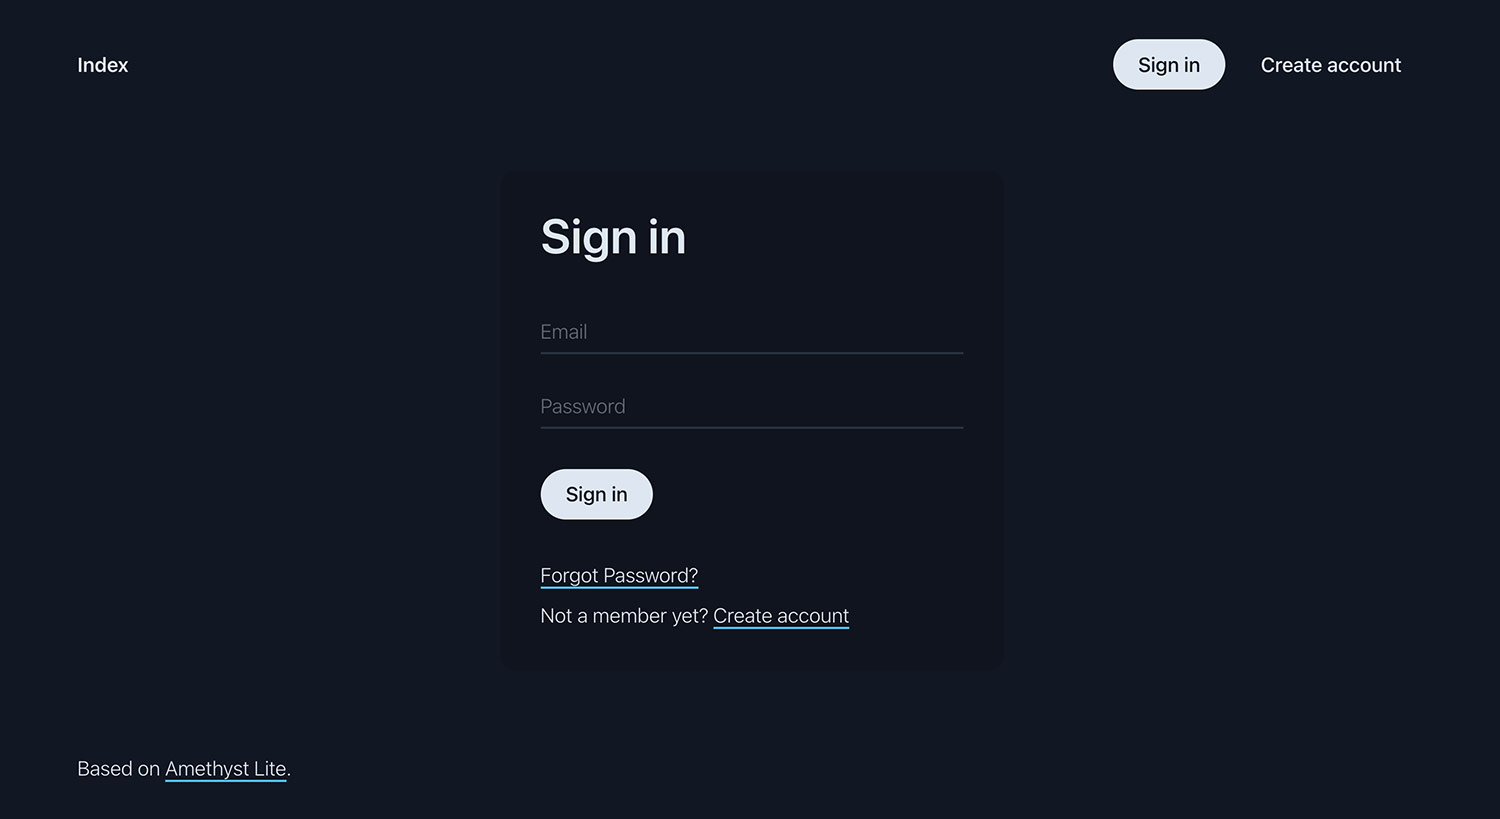 Index
Sign in
Create account
Sign in
Email
Password
Sign in
Forgot Password?
Not a member yet? Create account
Based on Amethyst Lite.